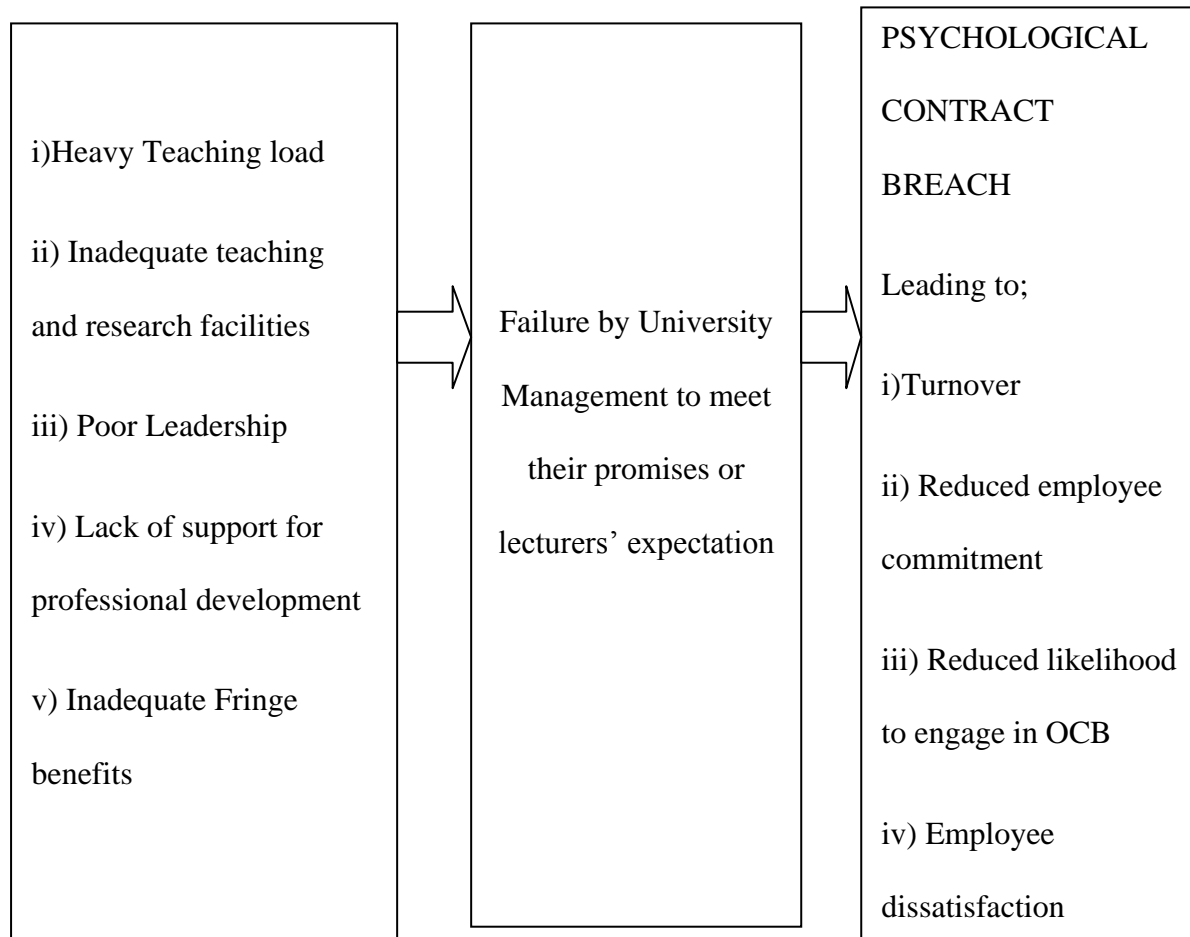 i)Heavy Teaching load
ii) Inadequate teaching
and research facilities
iii) Poor Leadership
iv) Lack of support for
professional development
v) Inadequate Fringe
benefits
Failure by University
Management to meet
their promises or
lecturers’ expectation
PSYCHOLOGICAL
CONTRACT
BREACH
Leading to;
i)Turnover
ii) Reduced employee
commitment
iii) Reduced likelihood
to engage in OCB
iv) Employee
dissatisfaction